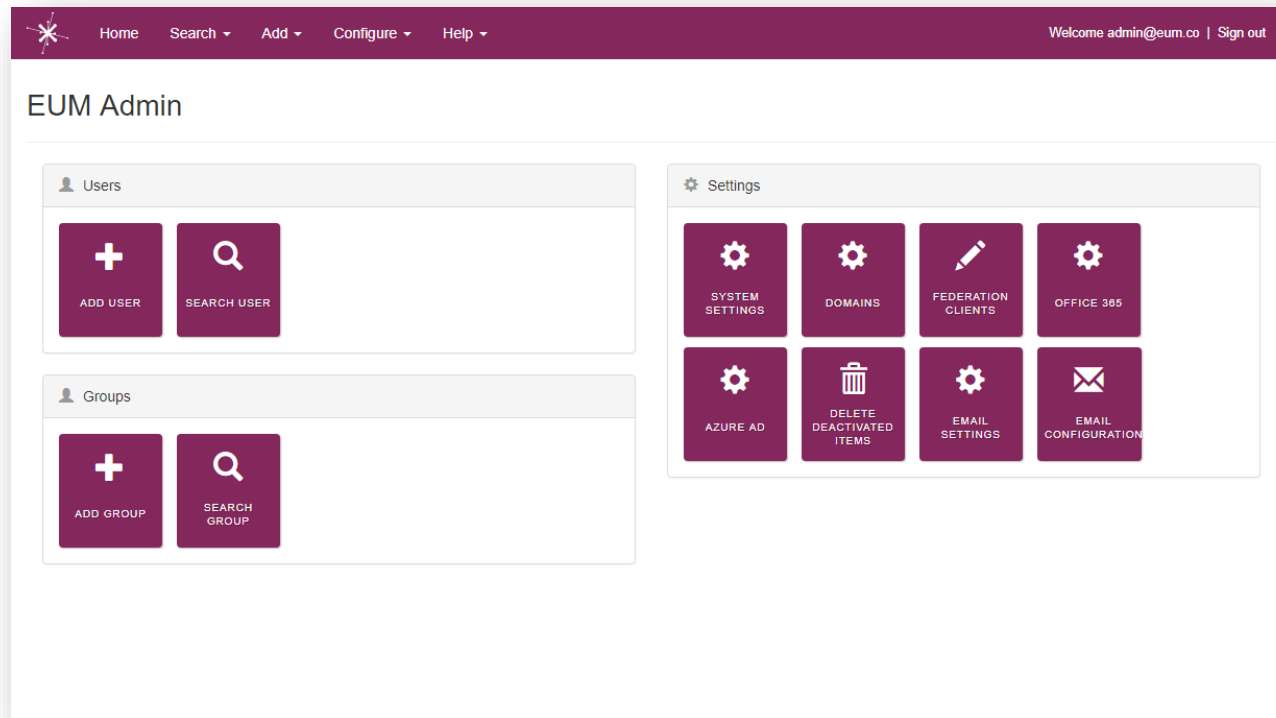 Home Search Add Configure Help Welcome admin@eum.co | Sign out
EUM Admin
Users
ADD USER
SEARCH USER
Groups
ADD GROUP
SEARCH
GROUP
Settings
SYSTEM
SETTINGS
DOMAINS
FEDERATION
CLIENTS
OFFICE 365
AZURE AD
DELETE
DEACTIVATED
ITEMS
EMAIL
SETTINGS
EMAIL
CONFIGURATION